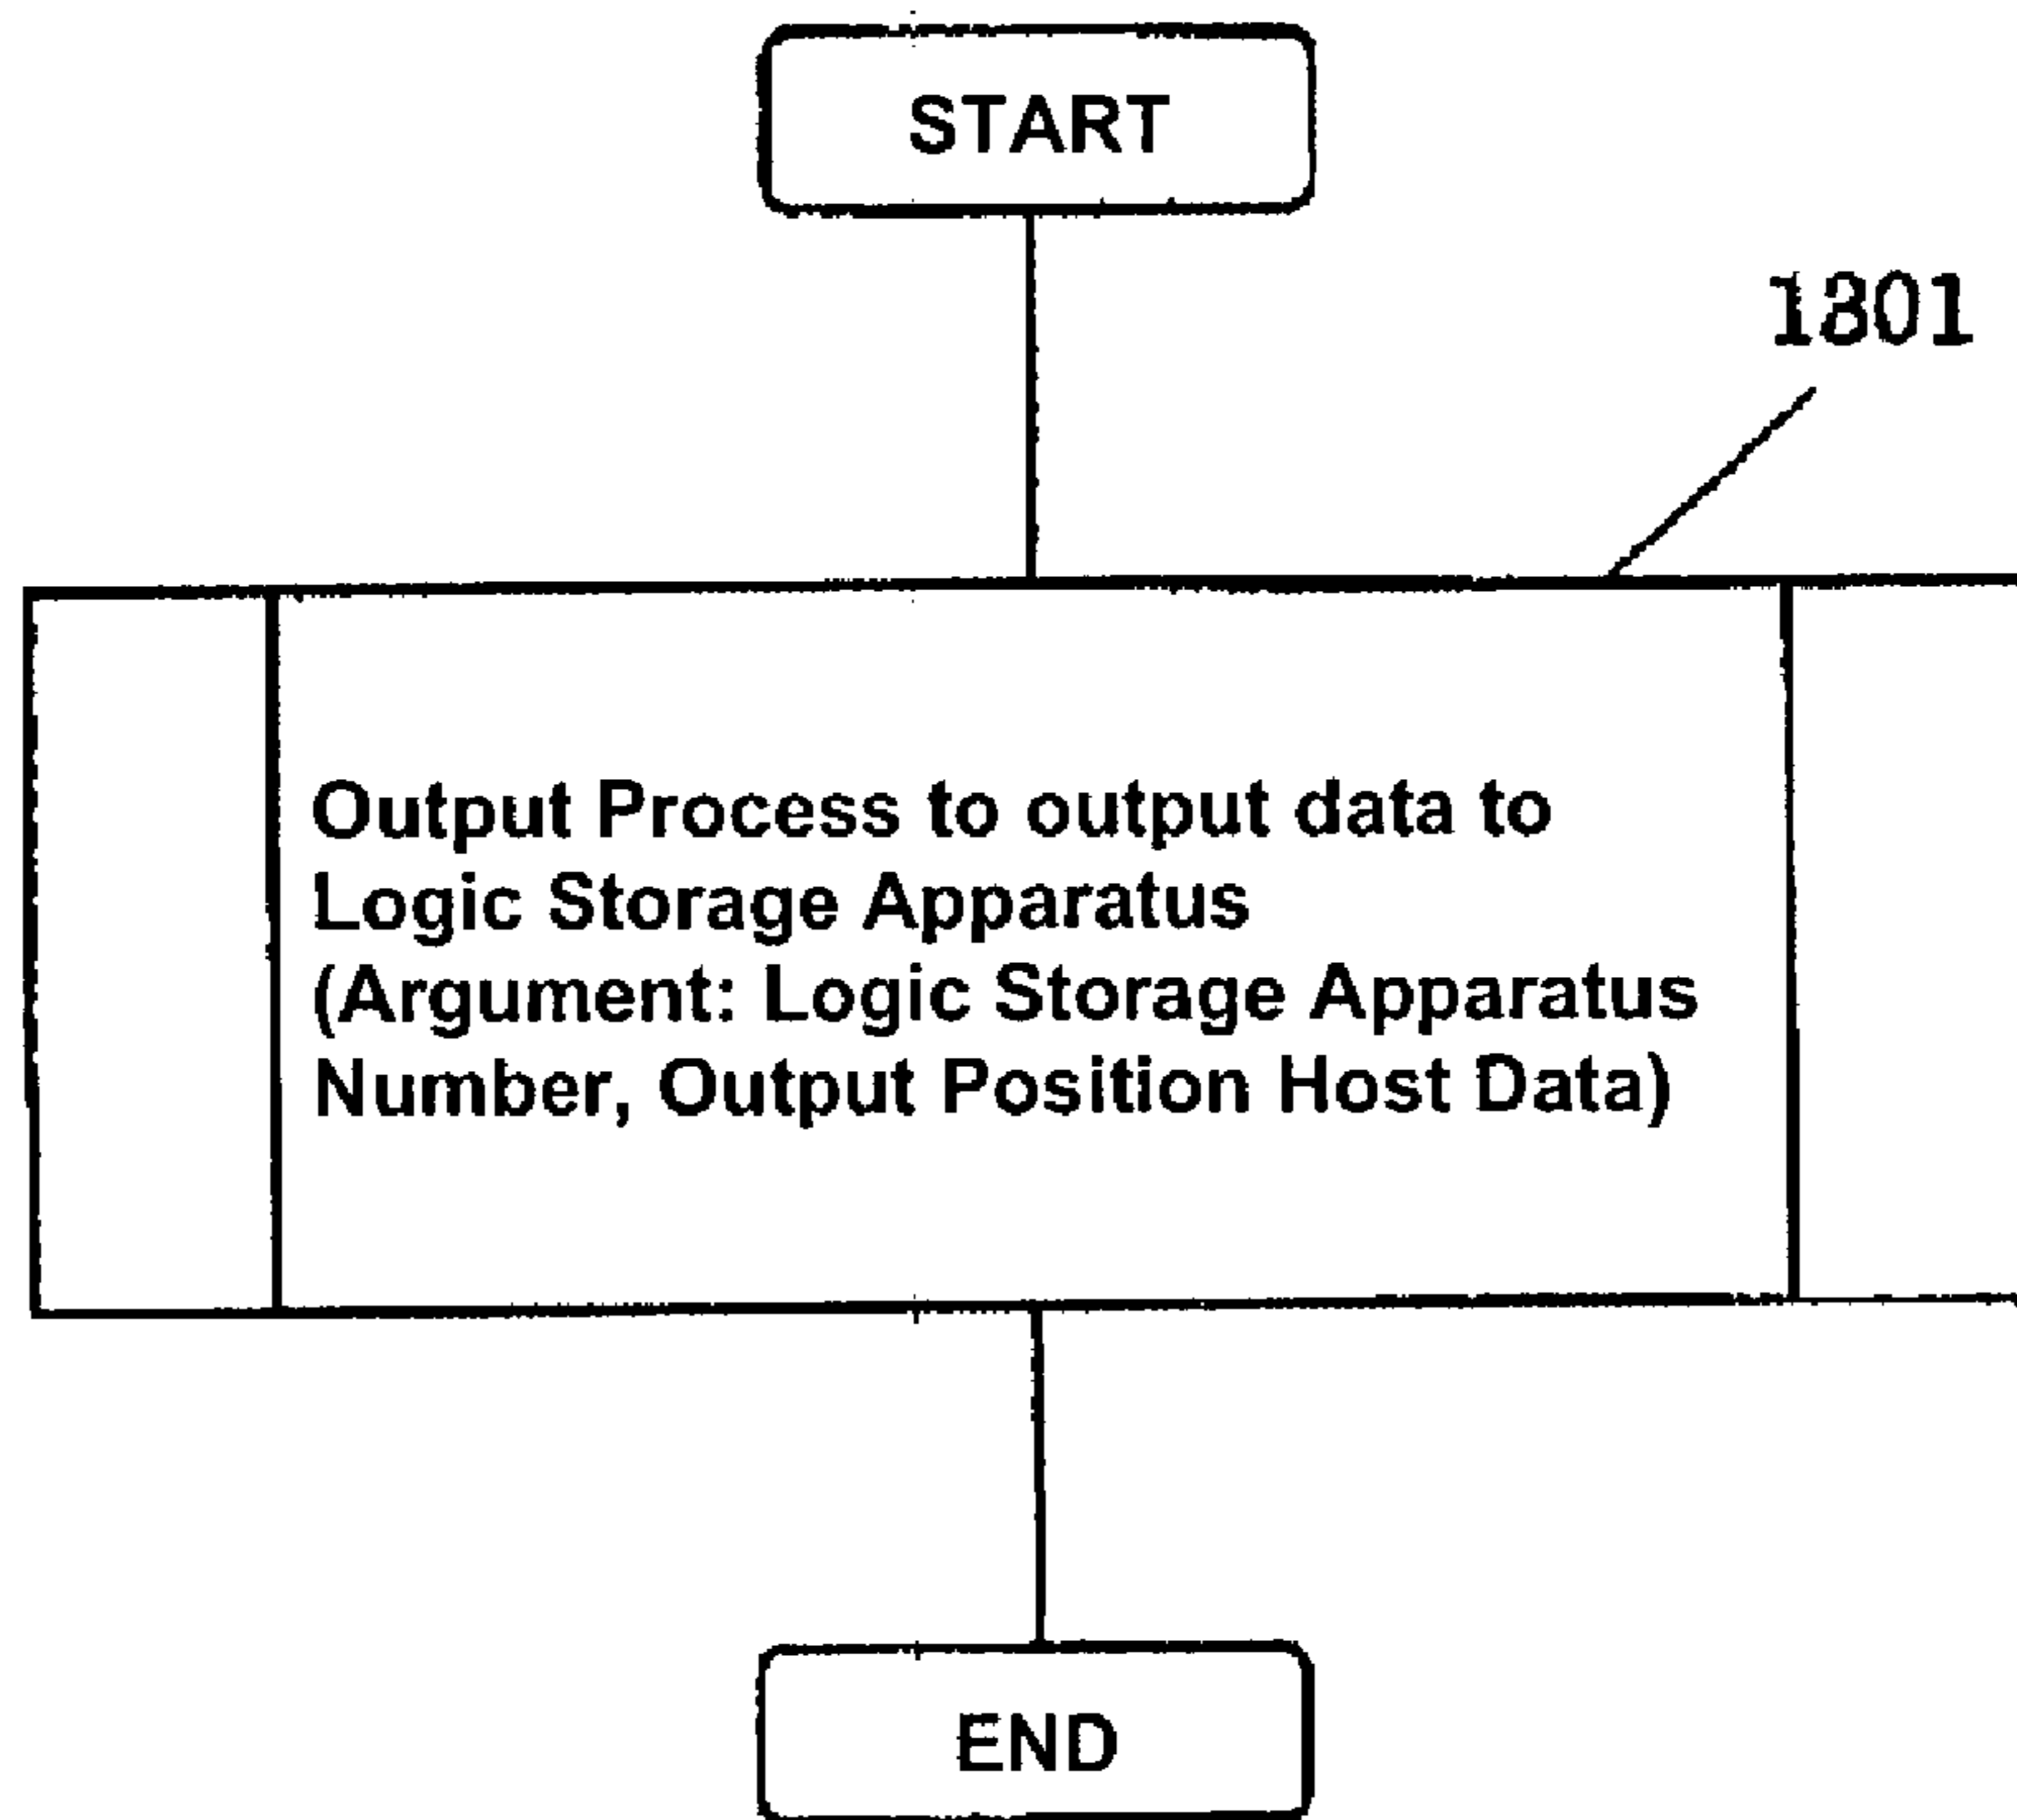 START
1301
Output Process to output data to
Logic Storage Apparatus
(Argument: Logic Storage Apparatus
Number, Output Position Host Data)
END